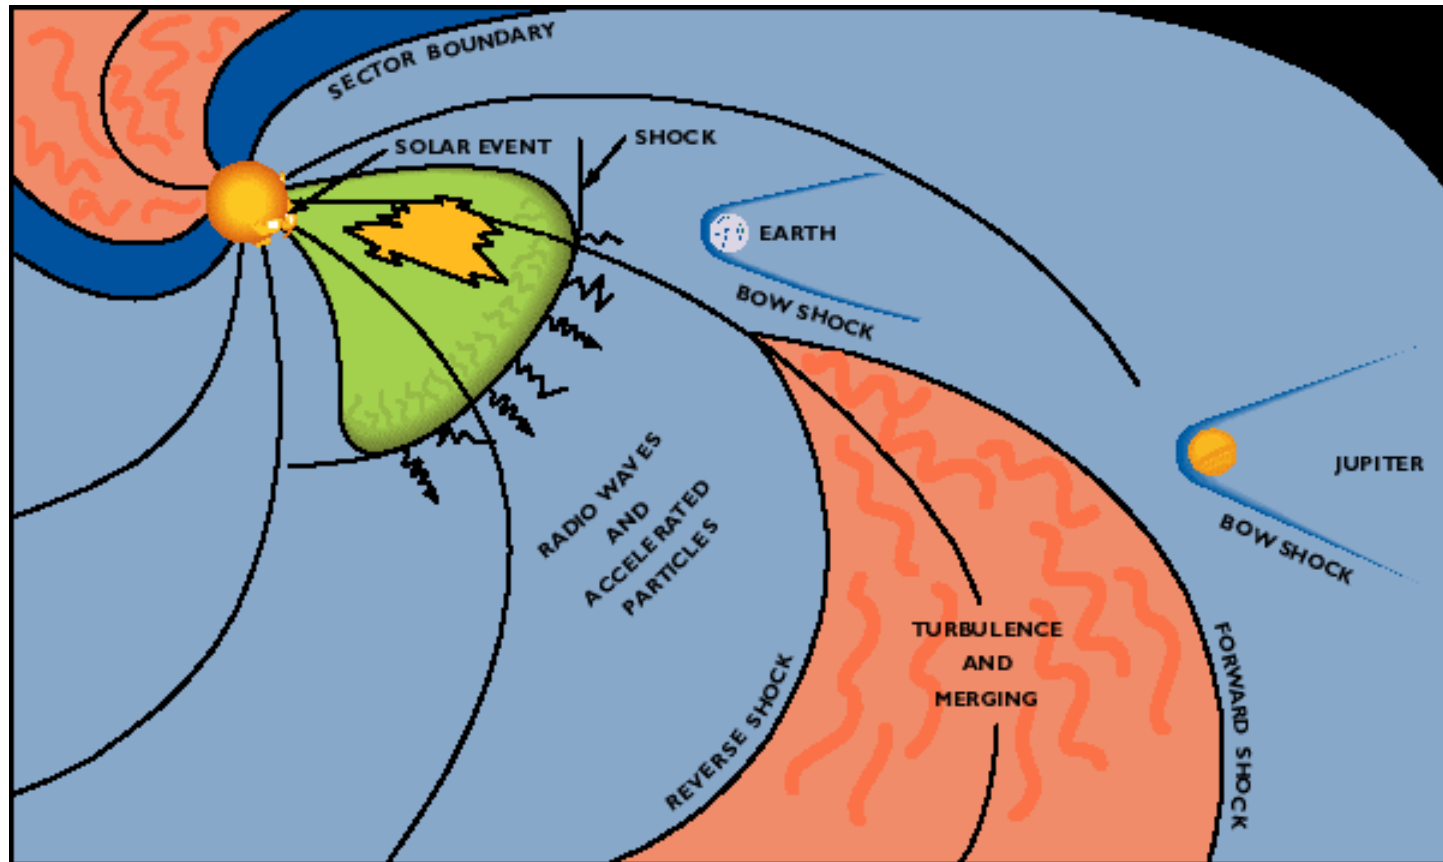 SECTOR BOUNDARY
SOLAR EVENT
SHOCK
EARTH
BOW SHOCK
JUPITER
BOW SHOCK
RADIO WAVES
AND
ACCELERATED
PARTICLES
TURBULENCE
AND
MERGING
REVERSE SHOCK
FORWARD SHOCK